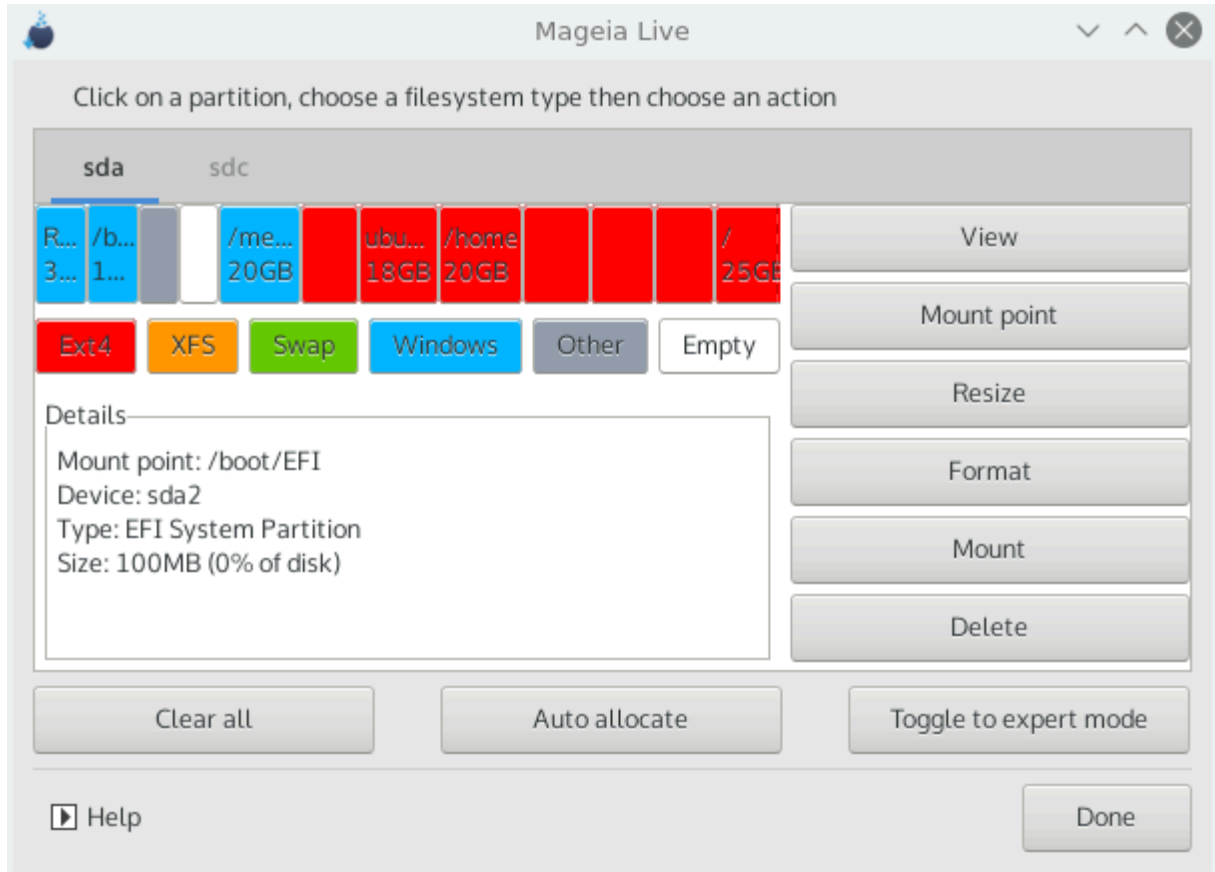 Mageia Live
Click on a partition, choose a filesystem type then choose an action
sda sdc
R... /b... /me... ubu... /home /
3... 1... 20GB 18GB 20GB 25GB
Ext4 XFS Swap Windows Other Empty
Details
Mount point: /boot/EFI
Device: sda2
Type: EFI System Partition
Size: 100MB (0% of disk)
View
Mount point
Resize
Format
Mount
Delete
Clear all Auto allocate Toggle to expert mode
Help Done